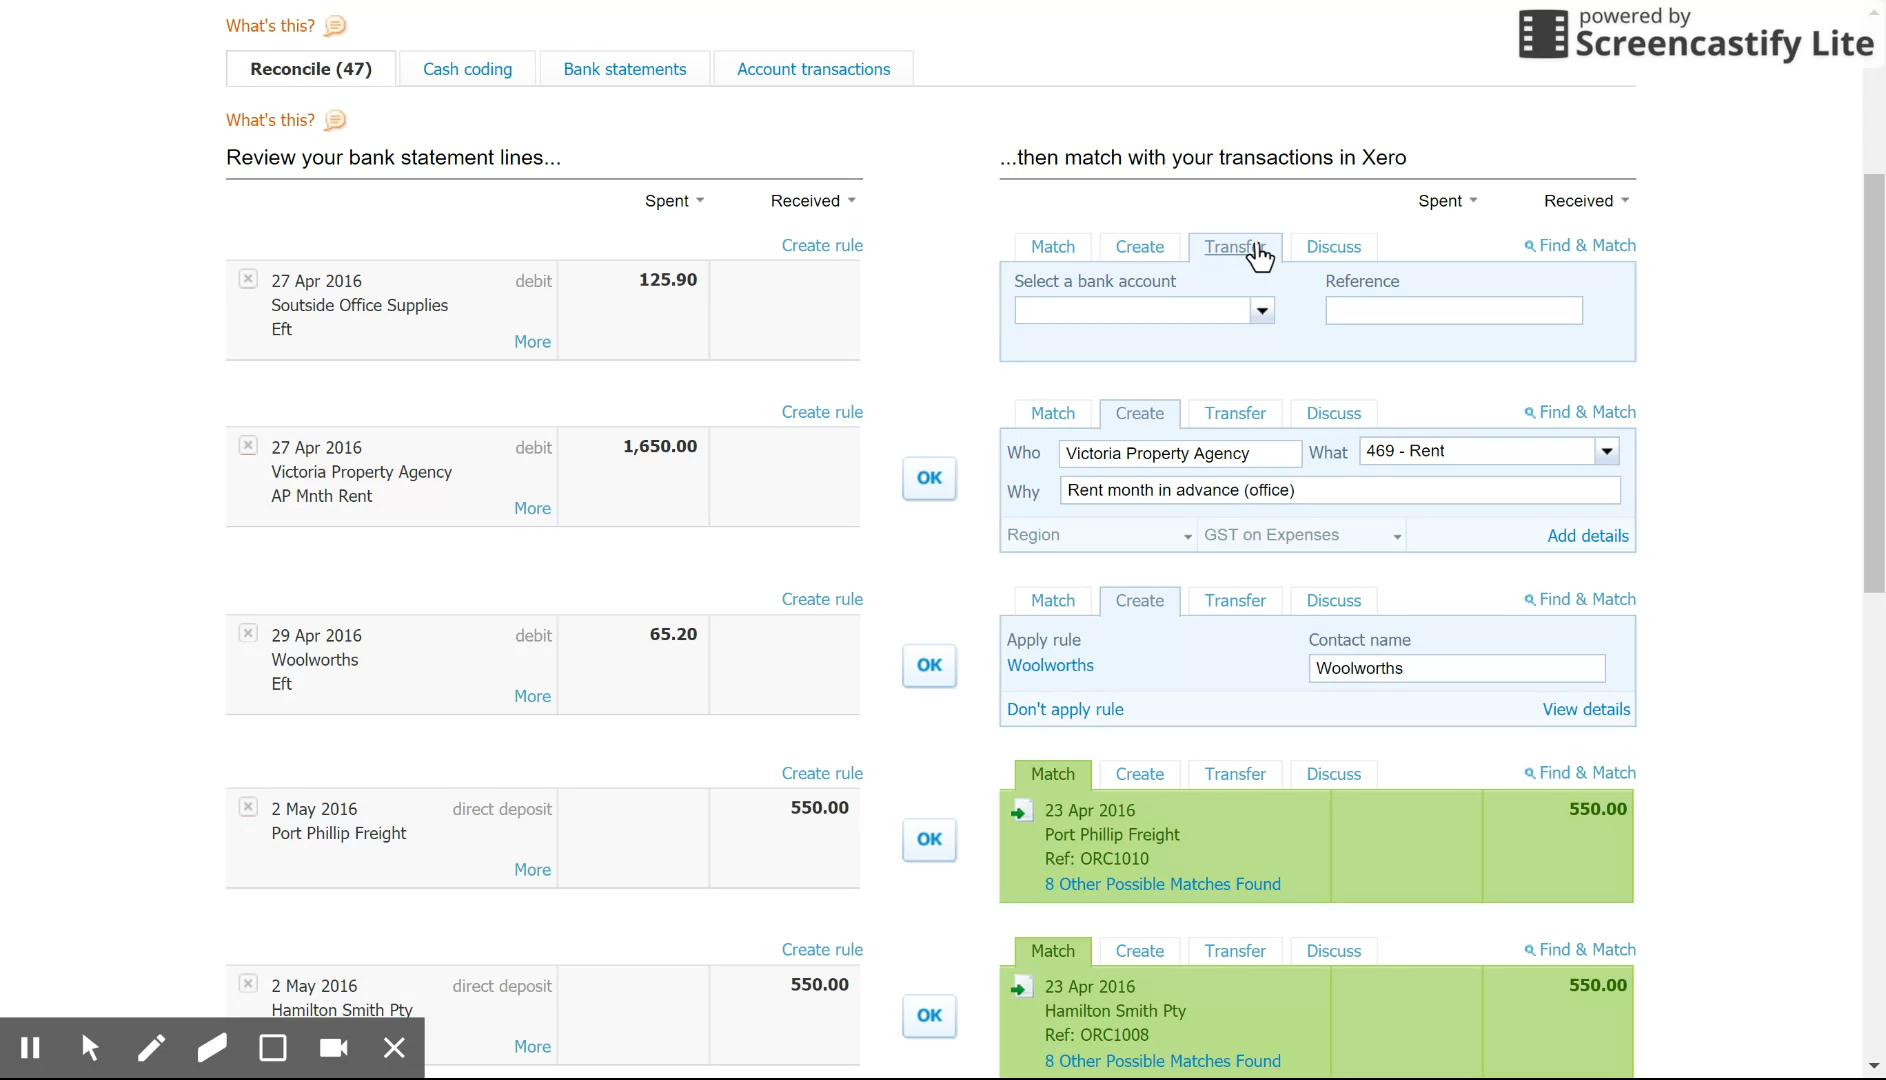 What's this?
powered by
Screencastify Lite
Reconcile (47) Cash coding Bank statements Account transactions
What's this?
Review your bank statement lines... ...then match with your transactions in Xero
Spent Received Spent Received
Create rule Match Create Transfer Discuss Find & Match
27 Apr 2016 debit 125.90 Select a bank account Reference
Soutside Office Supplies
Eft
More
Create rule Match Create Transfer Discuss Find & Match
27 Apr 2016 debit 1,650.00 Who Victoria Property Agency What 469 - Rent
Victoria Property Agency
AP Mnth Rent OK Why Rent month in advance (office)
More
Region GST on Expenses Add details
Create rule Match Create Transfer Discuss Find & Match
29 Apr 2016 debit 65.20 Apply rule Contact name
Woolworths OK Woolworths Woolworths
Eft
More
Don't apply rule View details
Create rule Match Create Transfer Discuss Find & Match
2 May 2016 direct deposit 550.00 23 Apr 2016 550.00
Port Phillip Freight OK Port Phillip Freight
Ref: ORC1010
More 8 Other Possible Matches Found
Create rule Match Create Transfer Discuss Find & Match
2 May 2016 direct deposit 550.00 23 Apr 2016 550.00
Hamilton Smith Pty OK Hamilton Smith Pty
Ref: ORC1008
More 8 Other Possible Matches Found